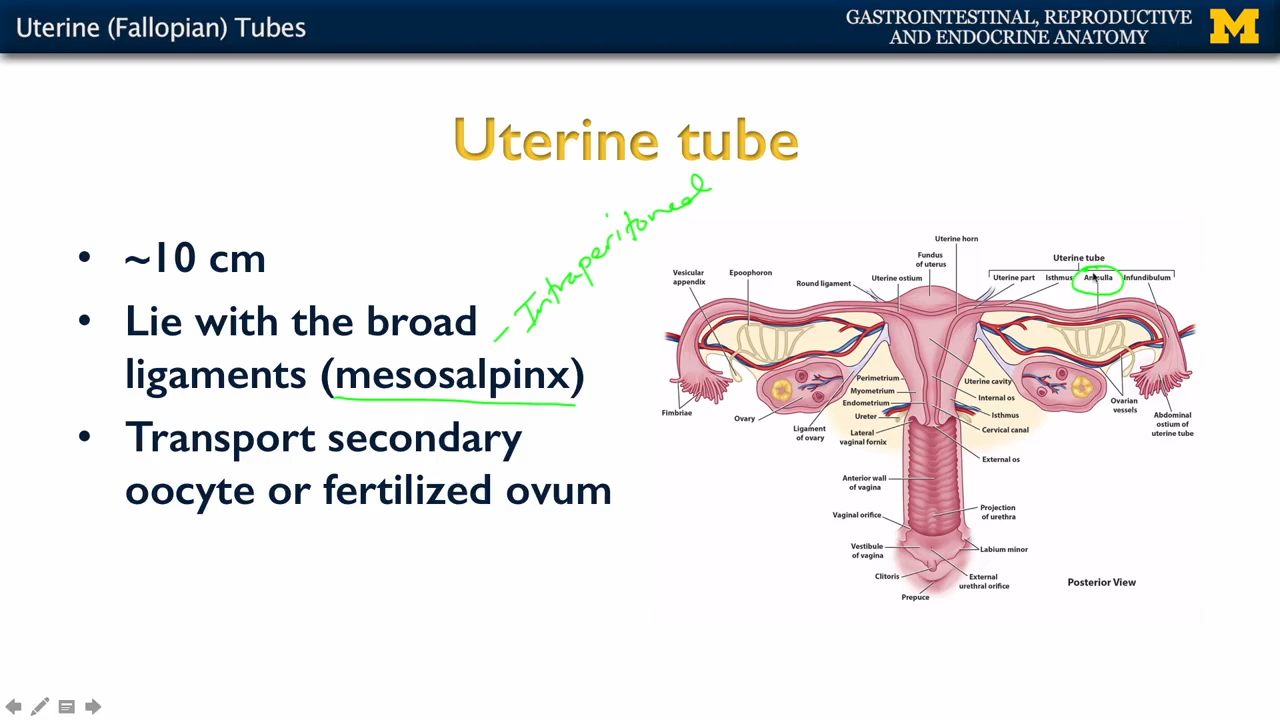 Uterine (Fallopian) Tubes
GASTROINTESTINAL, REPRODUCTIVE
AND ENDOCRINE ANATOMY
M
Uterine tube
- Intraperitoneal
• ~10 cm
• Lie with the broad
ligaments (mesosalpinx)
• Transport secondary
oocyte or fertilized ovum
Uterine horn
Fundus
of uterus
Uterine ostium
Round ligament
Epoophoron
Vesicular
appendix
Uterine tube
Uterine part
Isthmus
Ampulla
Infundibulum
Fimbriae
Ovary
Ligament
of ovary
Perimetrium
Myometrium
Endometrium
Ureter
Lateral
vaginal fornix
Uterine cavity
Internal os
Isthmus
Cervical canal
External os
Ovarian
vessels
Abdominal
ostium of
uterine tube
Anterior wall
of vagina
Vaginal orifice
Vestibule
of vagina
Clitoris
Prepuce
Projection
of urethra
Labium minor
External
urethral orifice
Posterior View